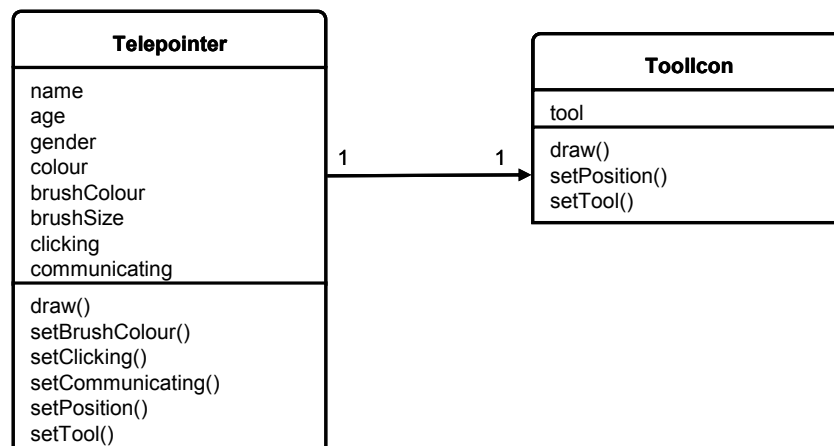 Telepointer
name
age
gender
colour
brushColour
brushSize
clicking
communicating
draw()
setBrushColour()
setClicking()
setCommunicating()
setPosition()
setTool()
1
1
ToolIcon
tool
draw()
setPosition()
setTool()